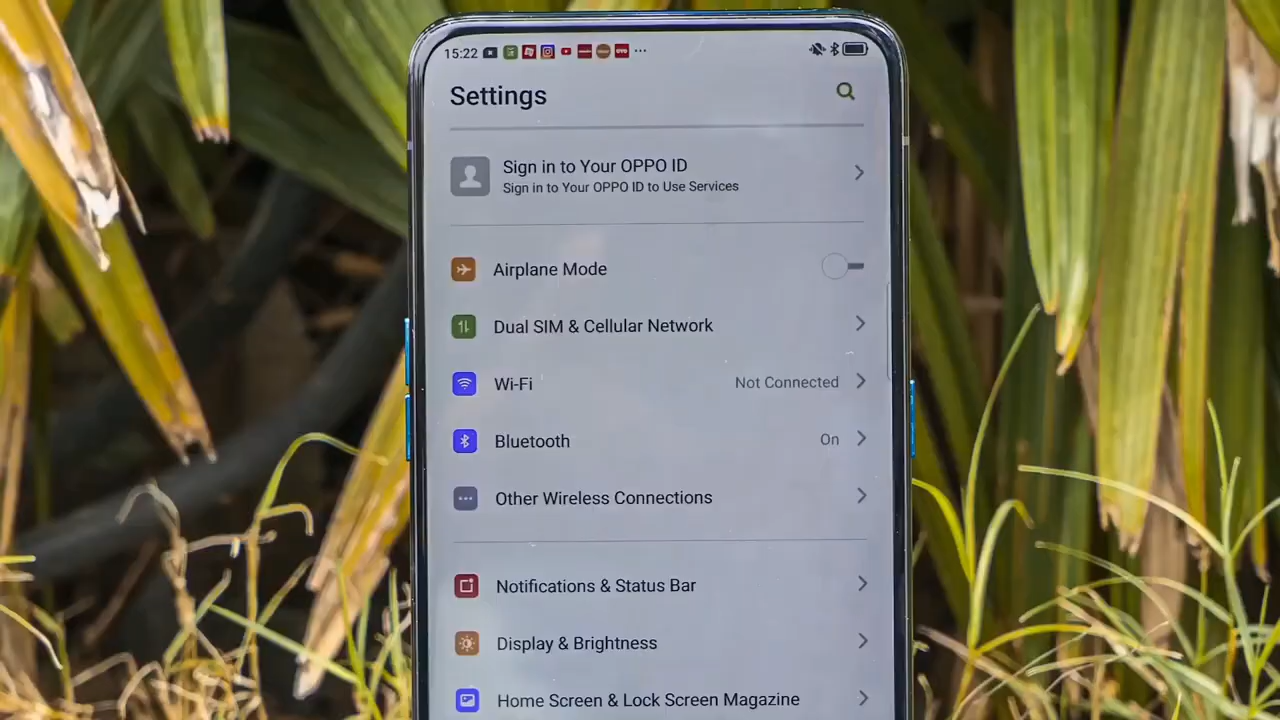 15:22
Settings
Sign in to Your OPPO ID
Sign in to Your OPPO ID to Use Services
Airplane Mode
Dual SIM & Cellular Network
Wi-Fi
Not Connected
Bluetooth
On
Other Wireless Connections
Notifications & Status Bar
Display & Brightness
Home Screen & Lock Screen Magazine